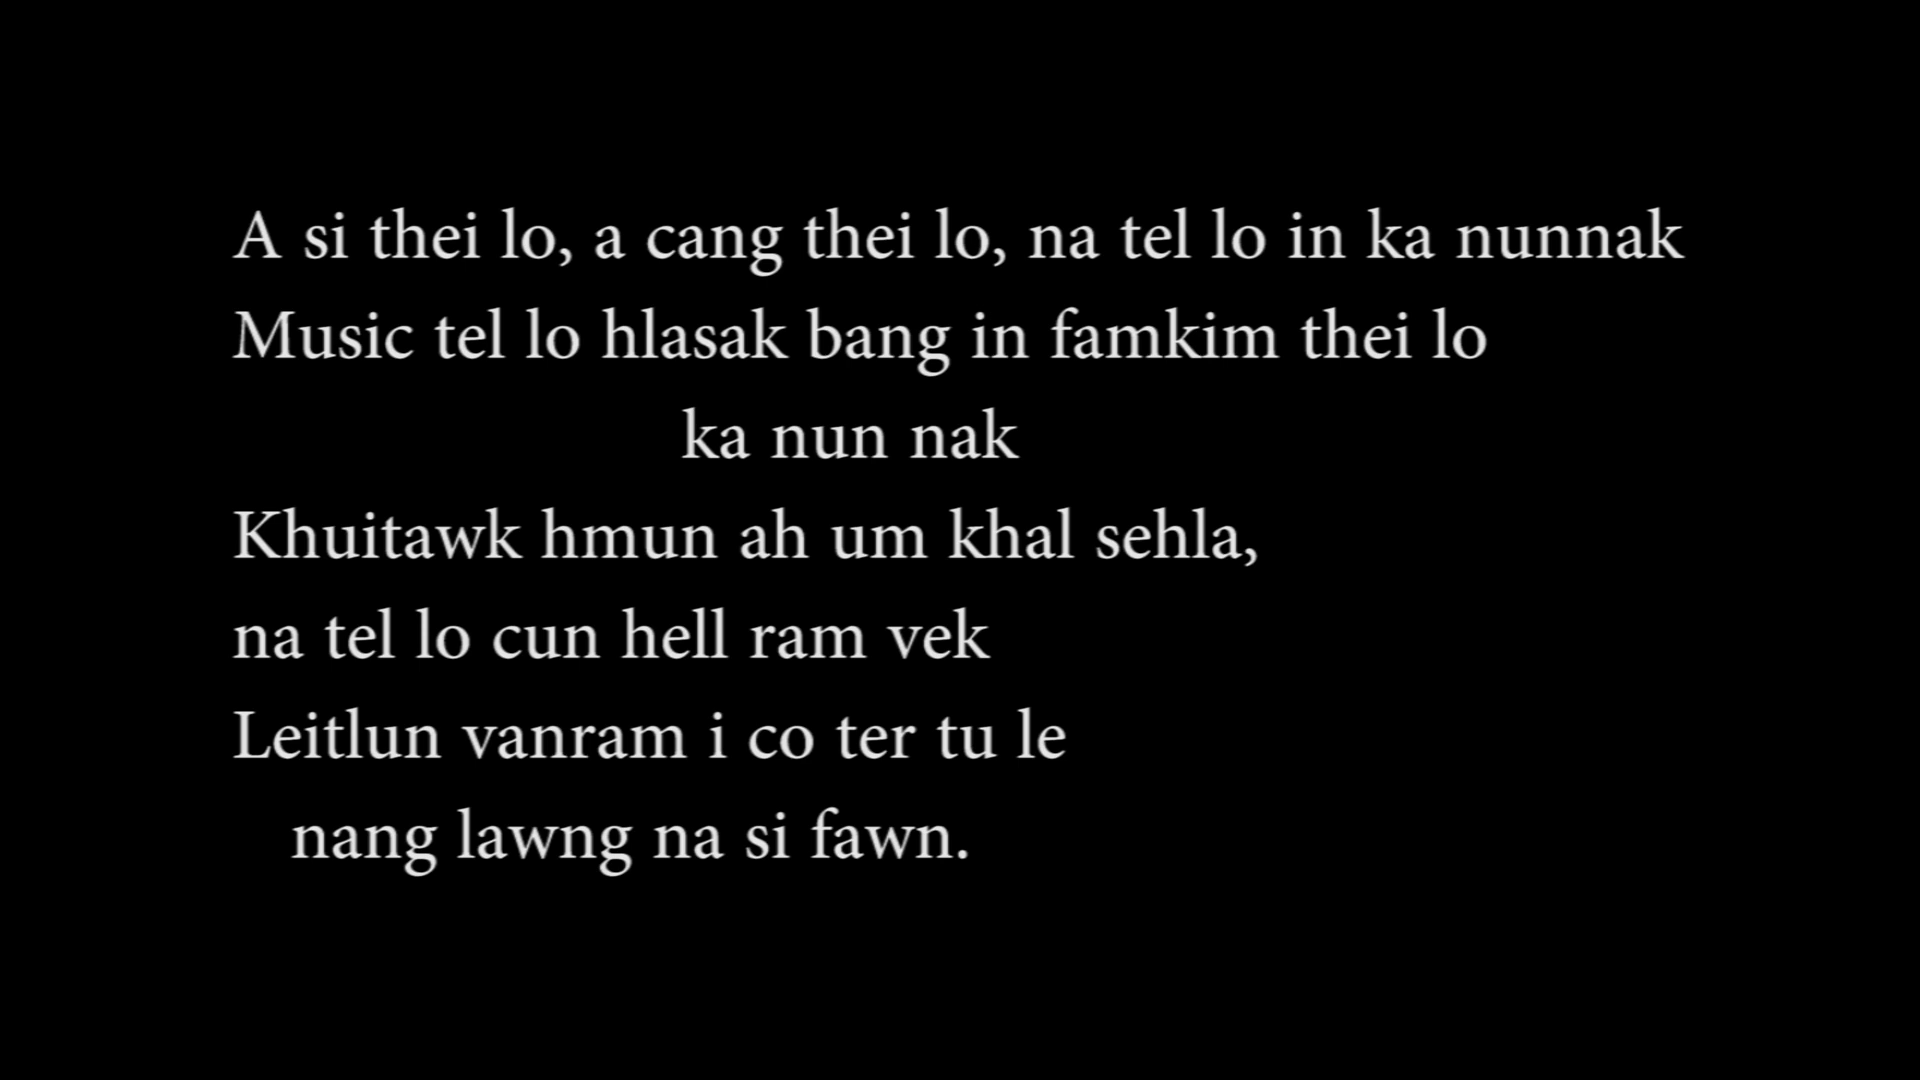 A si thei lo, a cang thei lo, na tel lo in ka nunnak
Music tel lo hlasak bang in famkim thei lo
ka nun nak
Khuitawk hmun ah um khal sehla,
na tel lo cun hell ram vek
Leitlun vanram i co ter tu le
nang lawng na si fawn.